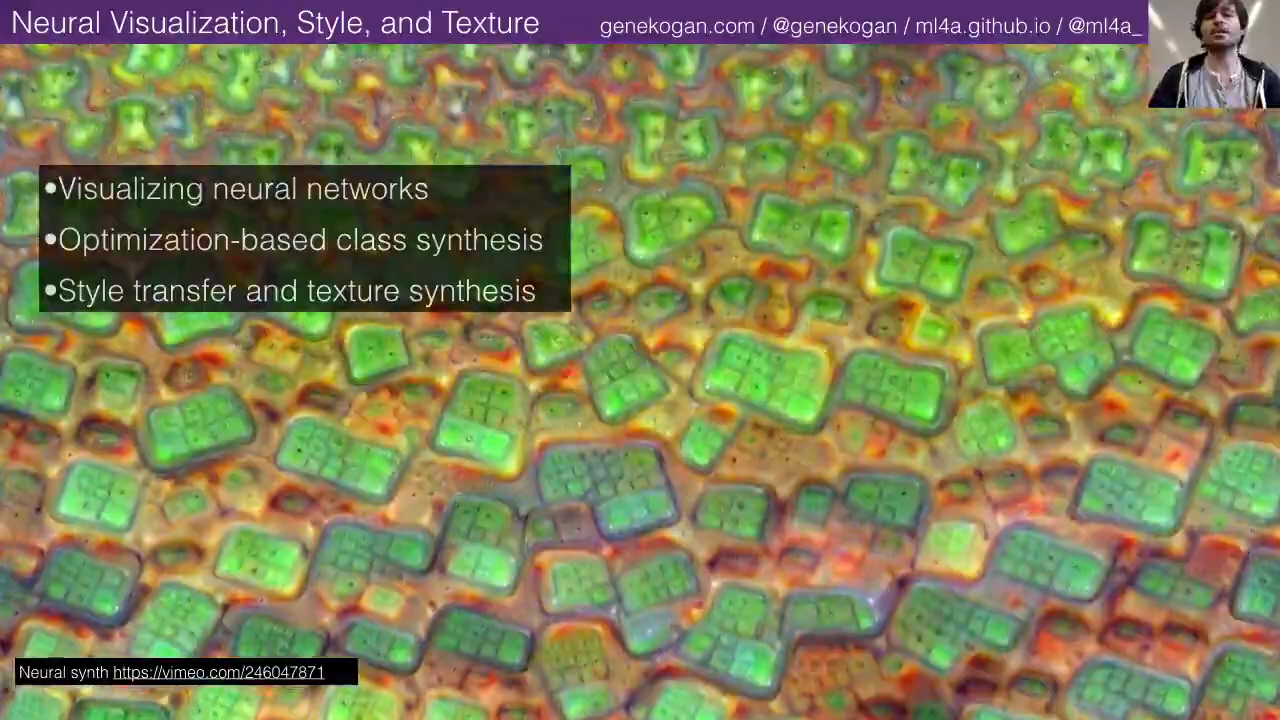 Neural Visualization, Style, and Texture
genekogan.com / @genekogan / ml4a.github.io / @ml4a_
•Visualizing neural networks
•Optimization-based class synthesis
•Style transfer and texture synthesis
Neural synth https://vimeo.com/246047871